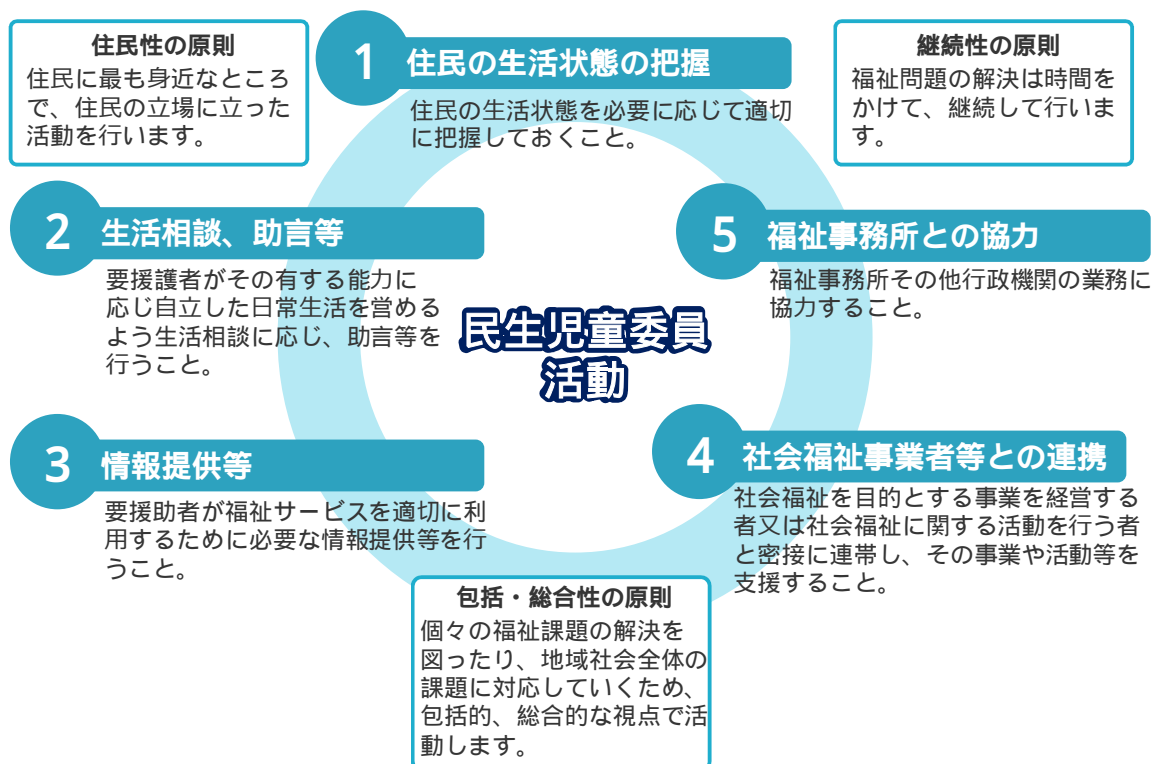 住民性の原則
住民に最も身近なところ
で、住民の立場に立った
活動を行います。
1 住民の生活状態の把握
住民の生活状態を必要に応じて適切
に把握しておくこと。
継続性の原則
福祉問題の解決は時間を
かけて、継続して行いま
す。
2 生活相談、助言等
要援護者がその有する能力に
応じ自立した日常生活を営める
よう生活相談に応じ、助言等を
行うこと。
5 福祉事務所との協力
福祉事務所その他行政機関の業務に
協力すること。
民生児童委員
活動
3 情報提供等
要援助者が福祉サービスを適切に利
用するために必要な情報提供等を行
うこと。
4 社会福祉事業者等との連携
社会福祉を目的とする事業を経営する
者又は社会福祉に関する活動を行う者
と密接に連帯し、その事業や活動等を
支援すること。
包括・総合性の原則
個々の福祉課題の解決を
図ったり、地域社会全体の
課題に対応していくため、
包括的、総合的な視点で活
動します。